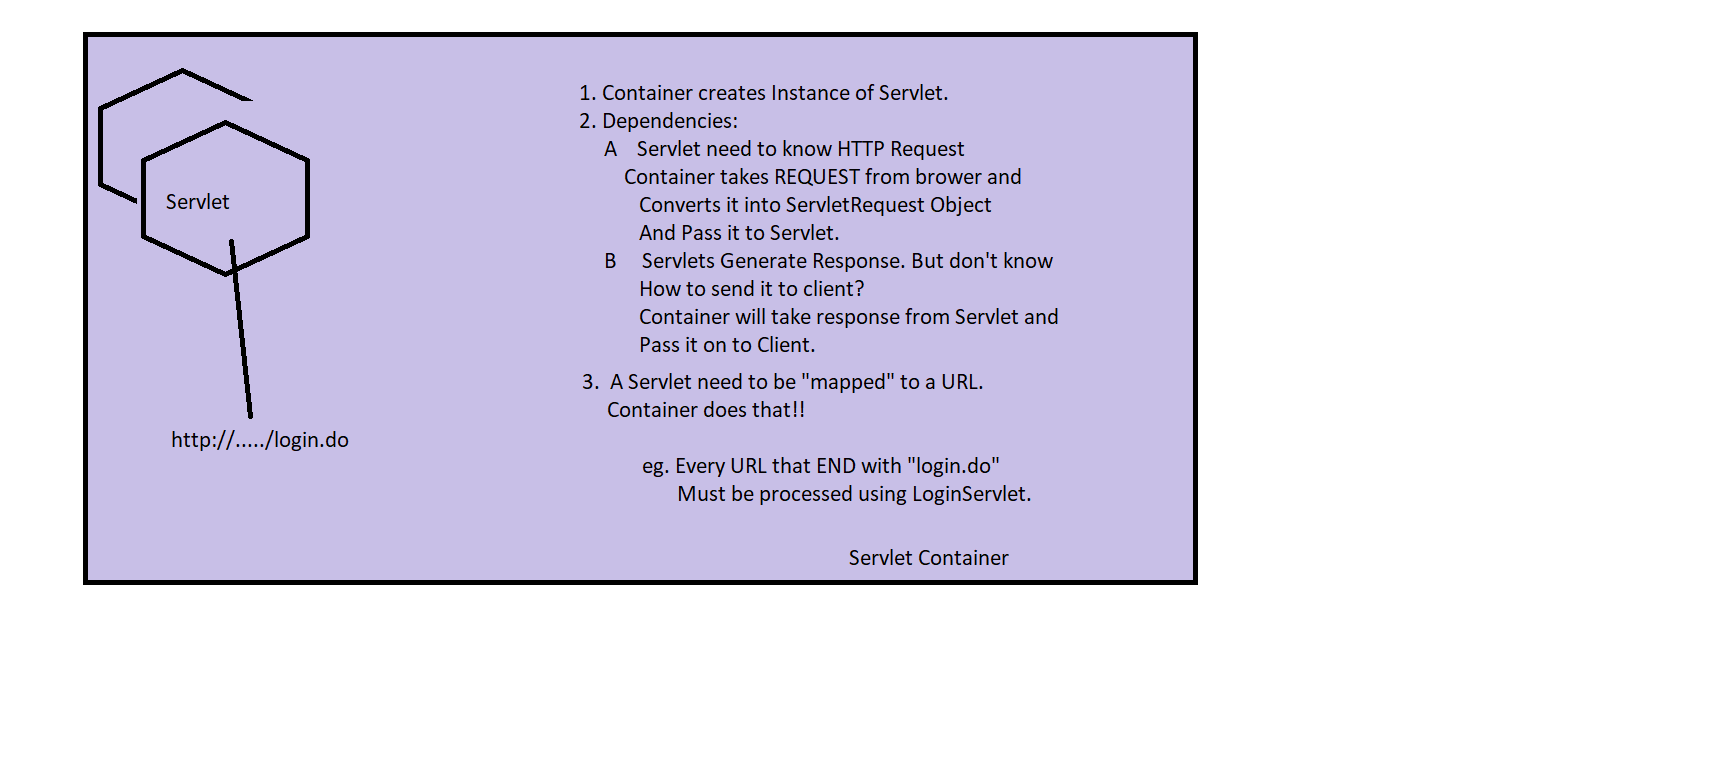 Servlet
http://...../login.do
1. Container creates Instance of Servlet.
2. Dependencies:
A Servlet need to know HTTP Request
Container takes REQUEST from brower and
Converts it into ServletRequest Object
And Pass it to Servlet.
B Servlets Generate Response. But don't know
How to send it to client?
Container will take response from Servlet and
Pass it on to Client.
3. A Servlet need to be "mapped" to a URL.
Container does that!!
eg. Every URL that END with "login.do"
Must be processed using LoginServlet.
Servlet Container